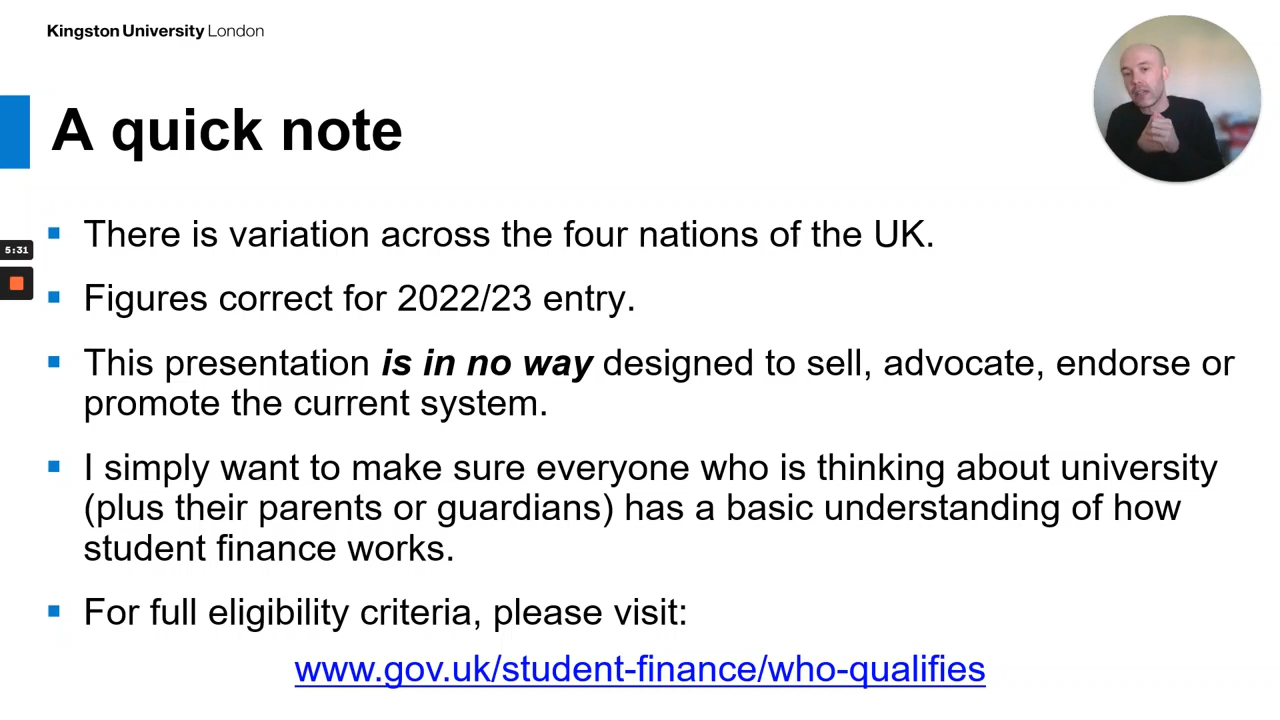 Kingston University London
A quick note
There is variation across the four nations of the UK.
5:31
Figures correct for 2022/23 entry.
This presentation is in no way designed to sell, advocate, endorse or
promote the current system.
I simply want to make sure everyone who is thinking about university
(plus their parents or guardians) has a basic understanding of how
student finance works.
For full eligibility criteria, please visit:
www.gov.uk/student-finance/who-qualifies